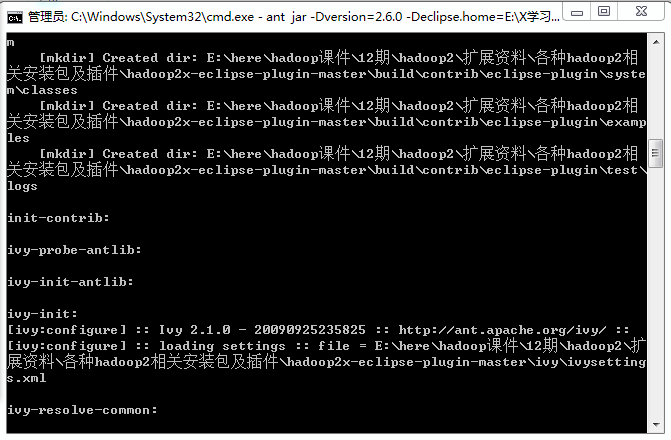 管理员: C:\Windows\System32\cmd.exe - ant  jar -Dversion=2.6.0 -Declipse.home=E:\X学习...
m
    [mkdir] Created dir: E:\here\hadoop课件\12期\hadoop2\扩展资料\各种hadoop2相
关安装包及插件\hadoop2x-eclipse-plugin-master\build\contrib\eclipse-plugin\syste
m\classes
    [mkdir] Created dir: E:\here\hadoop课件\12期\hadoop2\扩展资料\各种hadoop2相
关安装包及插件\hadoop2x-eclipse-plugin-master\build\contrib\eclipse-plugin\examp
les
    [mkdir] Created dir: E:\here\hadoop课件\12期\hadoop2\扩展资料\各种hadoop2相
关安装包及插件\hadoop2x-eclipse-plugin-master\build\contrib\eclipse-plugin\test\
logs
init-contrib:
ivy-probe-antlib:
ivy-init-antlib:
ivy-init:
[ivy:configure] :: Ivy 2.1.0 - 20090925235825 :: http://ant.apache.org/ivy/ ::
[ivy:configure] :: loading settings :: file = E:\here\hadoop课件\12期\hadoop2\扩
展资料\各种hadoop2相关安装包及插件\hadoop2x-eclipse-plugin-master\ivy\ivysetting
s.xml
ivy-resolve-common: